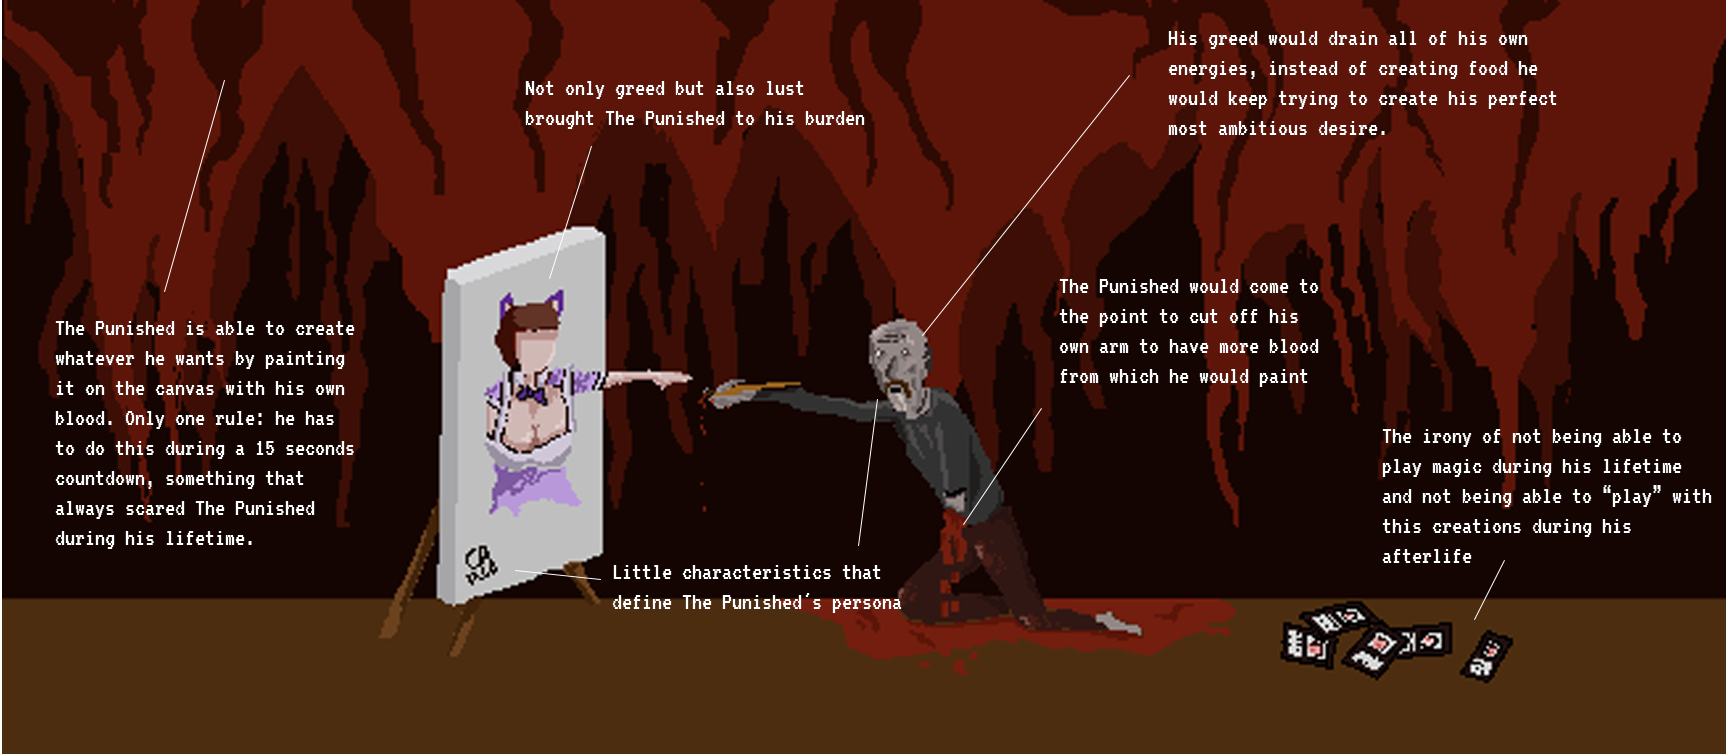 His greed would drain all of his own
energies, instead of creating food he
would keep trying to create his perfect
most ambitious desire.
Not only greed but also lust
brought The Punished to his burden
The Punished would come to
the point to cut off his
own arm to have more blood
from which he would paint
The Punished is able to create
whatever he wants by painting
it on the canvas with his own
blood. Only one rule: he has
to do this during a 15 seconds
countdown, something that
always scared The Punished
during his lifetime.
The irony of not being able to
play magic during his lifetime
and not being able to “play” with
this creations during his
afterlife
Little characteristics that
define The Punished´s persona